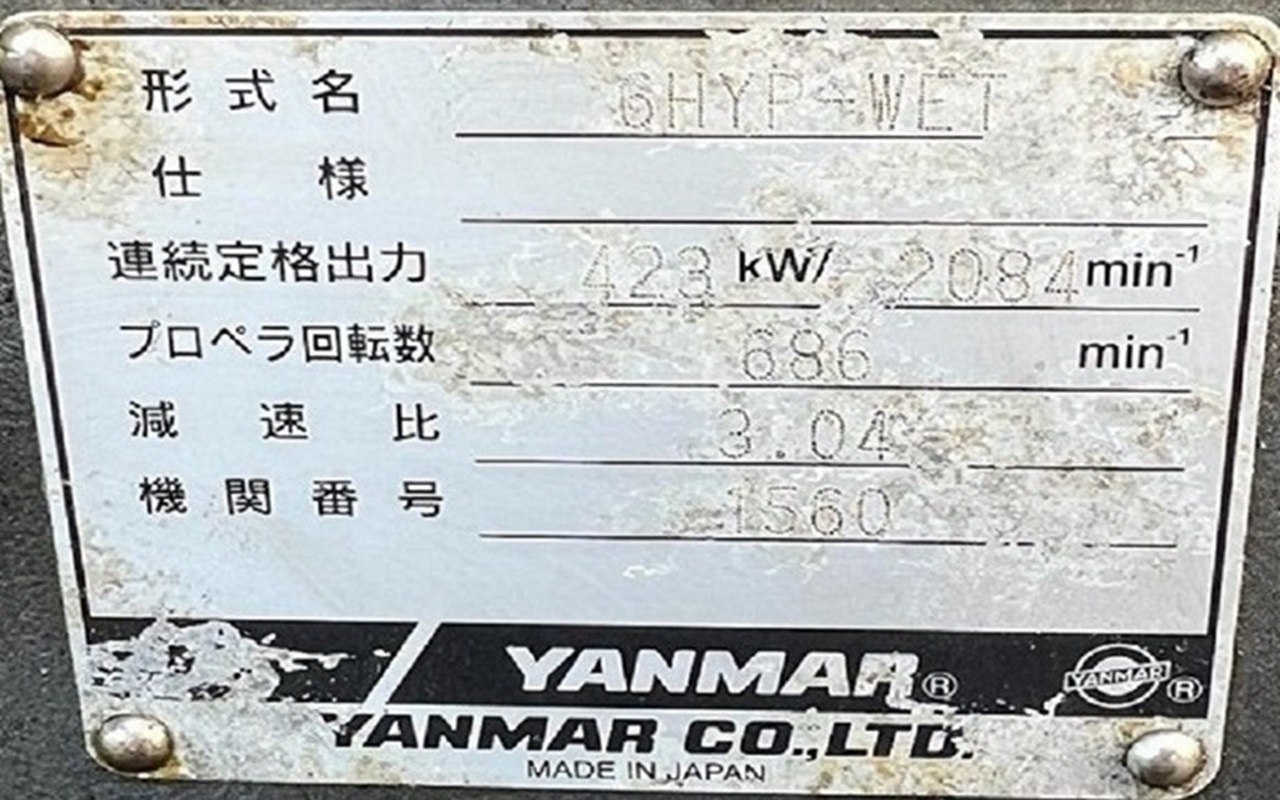 形式名 6HYP-WET
仕様
連続定格出力 423 kW/ 2084 min⁻¹
プロペラ回転数 686 min⁻¹
減速比 3.04
機関番号 1560
YANMAR® YANMAR®
YANMAR CO.,LTD.
MADE IN JAPAN